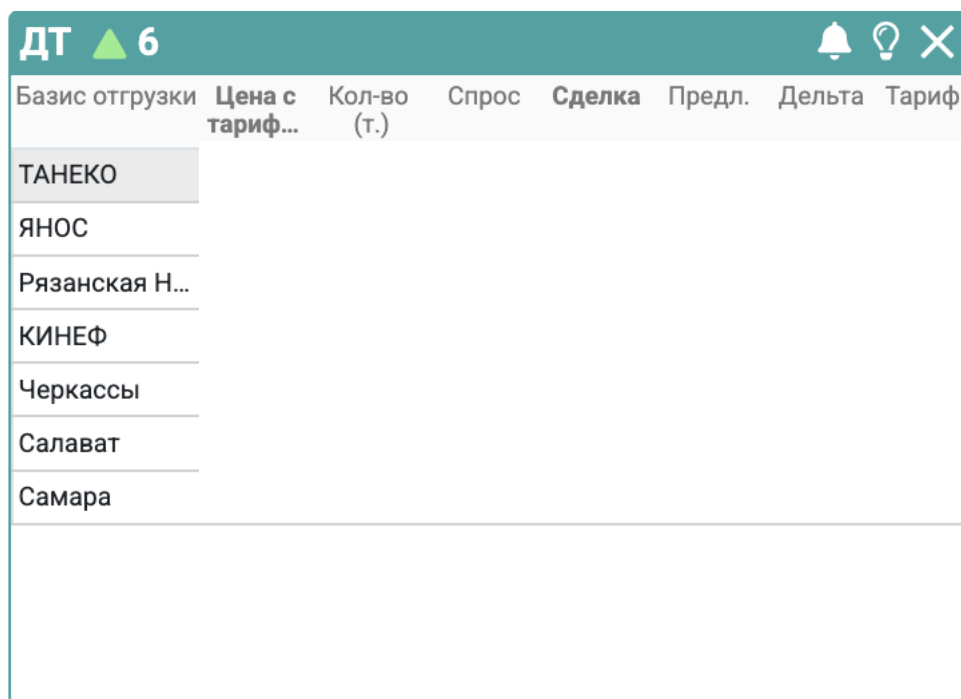 ДТ 6
Базис отгрузки Цена с тариф... Кол-во (т.) Спрос Сделка Предл. Дельта Тариф
ТАНЕКО
ЯНОС
Рязанская Н...
КИНЕФ
Черкассы
Салават
Самара